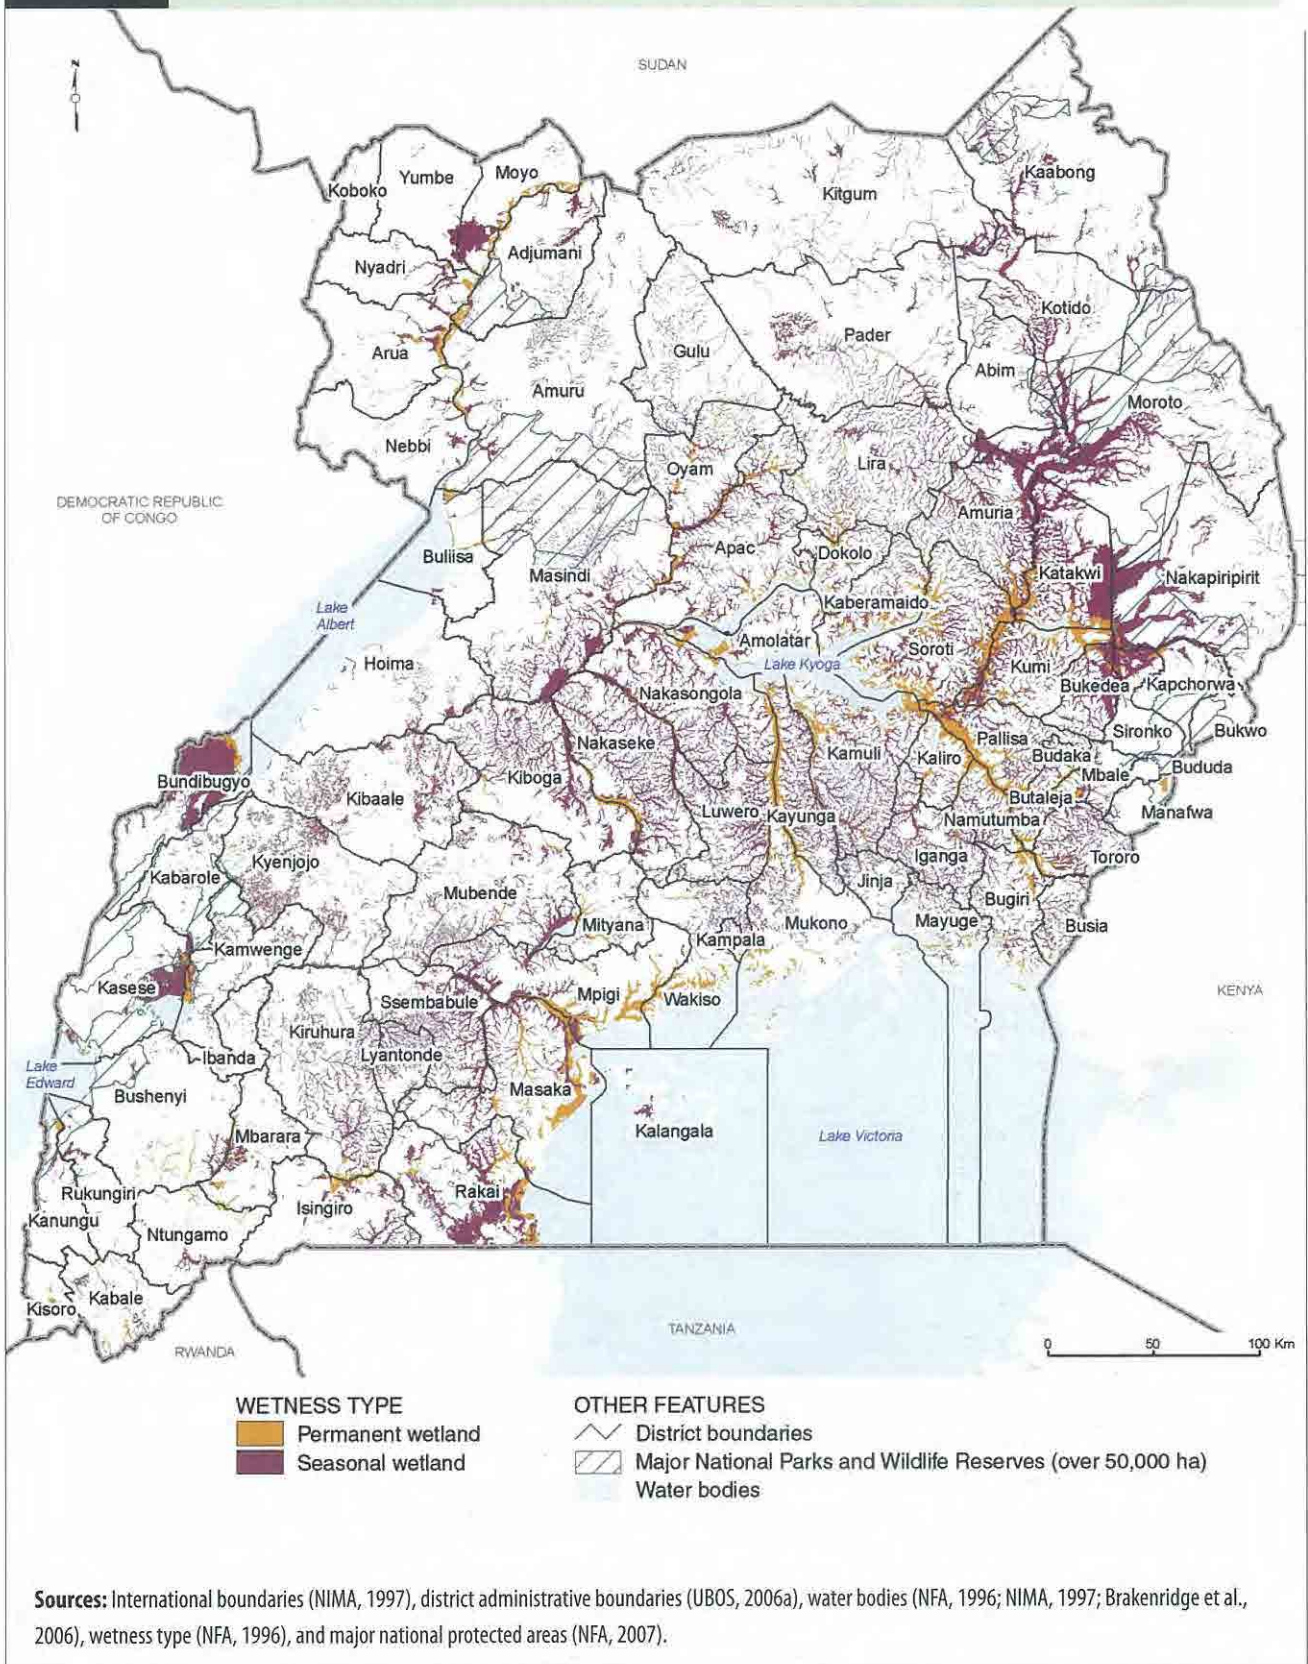 SUDAN
N
Koboko
Yumbe
Moyo
Kitgum
Kaabong
Nyadri
Adjumani
Kotido
Arua
Gulu
Pader
Abim
Amuru
Moroto
Nebbi
Oyam
Lira
DEMOCRATIC REPUBLIC
OF CONGO
Amuria
Buliisa
Apac
Dokolo
Masindi
Katakwi
Nakapiripirit
Lake
Albert
Kaberamaido
Amolatar
Hoima
Lake Kyoga
Soroti
Kumi
Nakasongola
Bukedea
Kapchorwa
Sironko
Bukwo
Nakaseke
Kamuli
Kaliro
Pallisa
Budaka
Mbale
Bududa
Bundibugyo
Kiboga
Kibaale
Butaleja
Luwero
Kayunga
Namutumba
Manafwa
Kyenjojo
Iganga
Tororo
Kabarole
Mubende
Jinja
Bugiri
Mityana
Mukono
Mayuge
Busia
Kamwenge
Kampala
Kasese
Ssembabule
Mpigi
Wakiso
KENYA
Kiruhura
Ibanda
Lyantonde
Lake
Edward
Bushenyi
Masaka
Mbarara
Kalangala
Lake Victoria
Rukungiri
Rakai
Isingiro
Kanungu
Ntungamo
Kabale
Kisoro
TANZANIA
RWANDA
0 50 100 Km
WETNESS TYPE
Permanent wetland
Seasonal wetland
OTHER FEATURES
District boundaries
Major National Parks and Wildlife Reserves (over 50,000 ha)
Water bodies
Sources: International boundaries (NIMA, 1997), district administrative boundaries (UBOS, 2006a), water bodies (NFA, 1996; NIMA, 1997; Brakenridge et al.,
2006), wetness type (NFA, 1996), and major national protected areas (NFA, 2007).